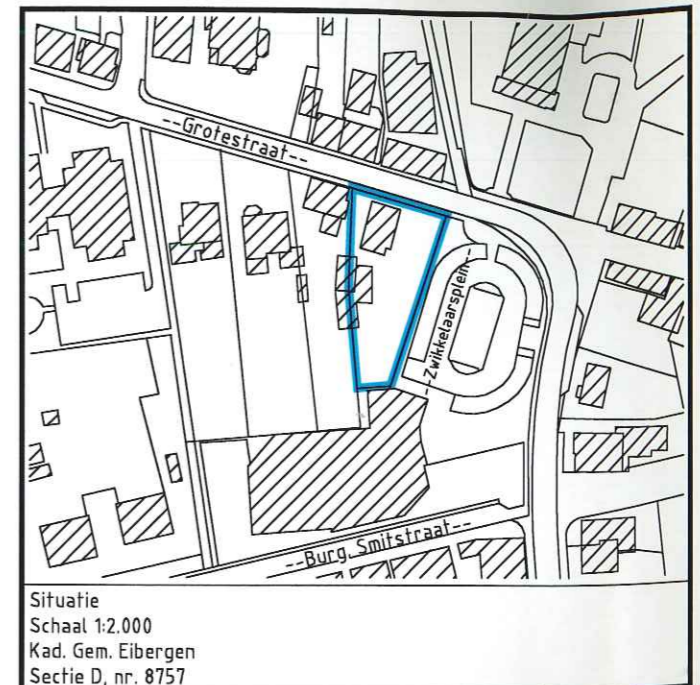 --Grotestraat--
--Zwikkelaarsplein--
--Burg. Smitstraat--
Situatie
Schaal 1:2.000
Kad. Gem. Eibergen
Sectie D, nr. 8757